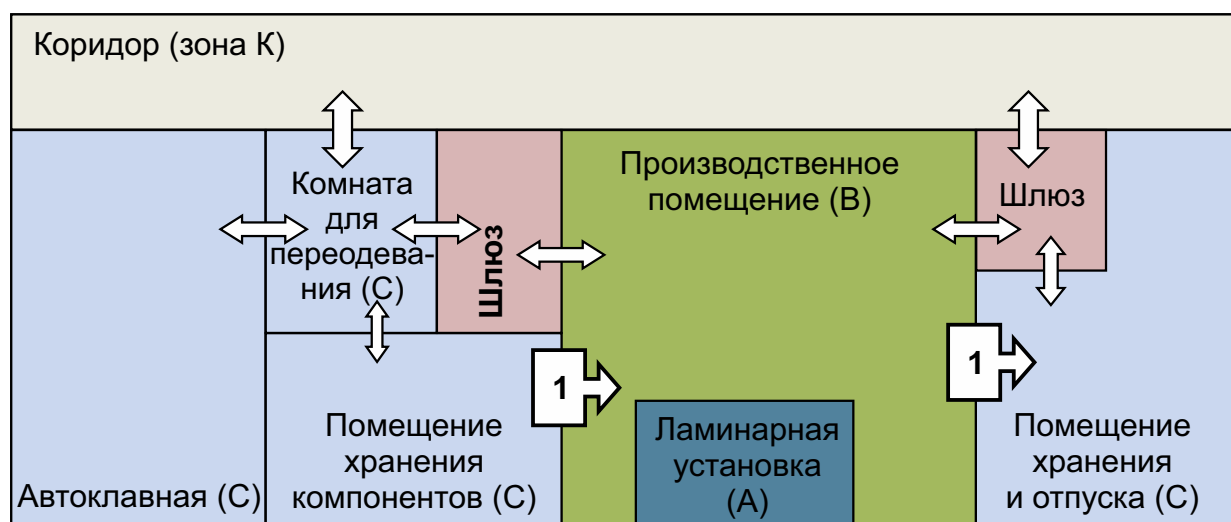 Коридор (зона К)
Комната
для
переодева-
ния (С)
Шлюз
Производственное
помещение (В)
Шлюз
1
1
Автоклавная (С)
Помещение
хранения
компонентов (С)
Ламинарная
установка
(А)
Помещение
хранения
и отпуска (С)